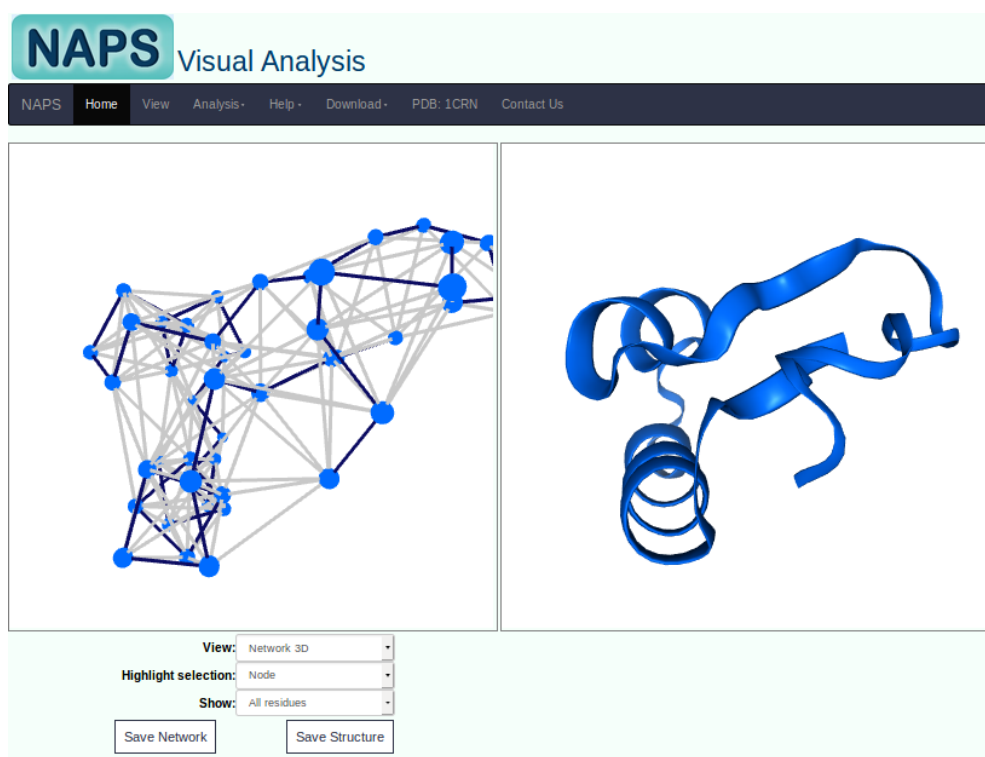 NAPS Visual Analysis
NAPS Home View Analysis Help Download PDB: 1CRN Contact Us
View: Network 3D
Highlight selection: Node
Show: All residues
Save Network Save Structure